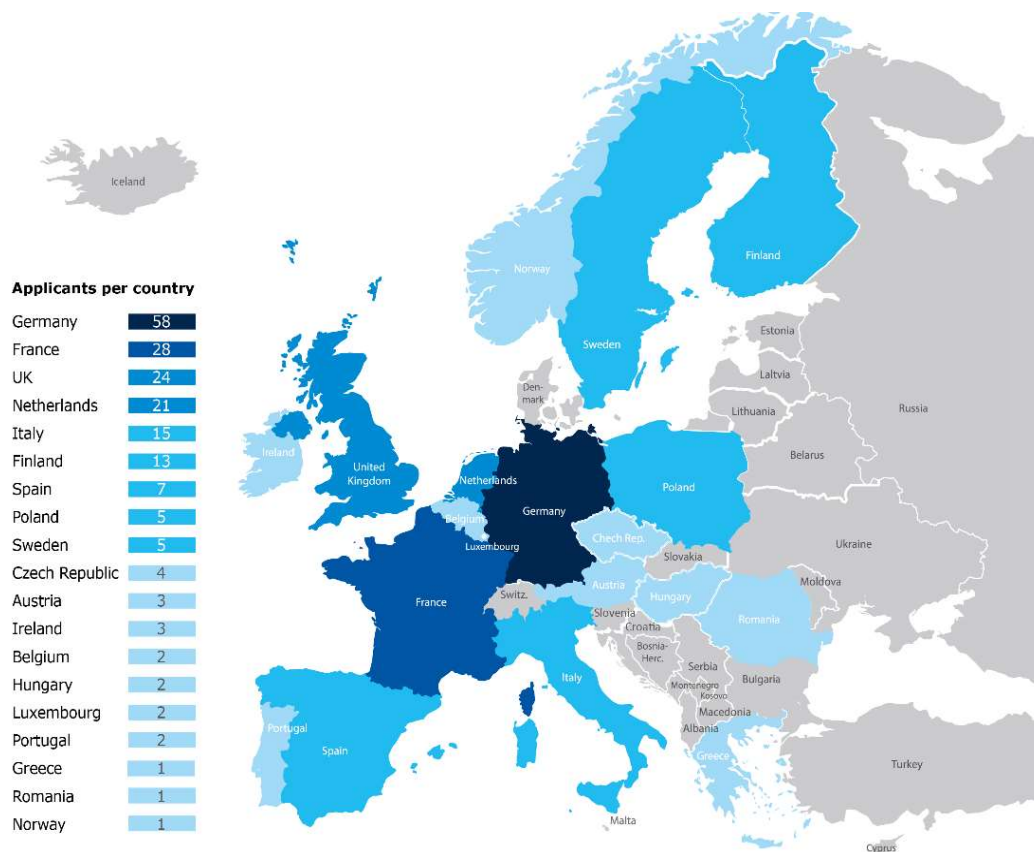 Iceland
Norway
Finland
Sweden
Estonia
Laltvia
Lithuania
Russia
Belarus
Den-
mark
Ireland
United
Kingdom
Netherlands
Belgium
Luxembourg
Germany
Poland
Chech Rep.
Slovakia
Ukraine
Moldova
France
Switz.
Austria
Hungary
Romania
Slovenia
Croatia
Bosnia-
Herc.
Serbia
Montenegro
Kosovo
Bulgaria
Macedonia
Albania
Italy
Portugal
Spain
Greece
Turkey
Malta
Cyprus
Applicants per country
Germany 58
France 28
UK 24
Netherlands 21
Italy 15
Finland 13
Spain 7
Poland 5
Sweden 5
Czech Republic 4
Austria 3
Ireland 3
Belgium 2
Hungary 2
Luxembourg 2
Portugal 2
Greece 1
Romania 1
Norway 1